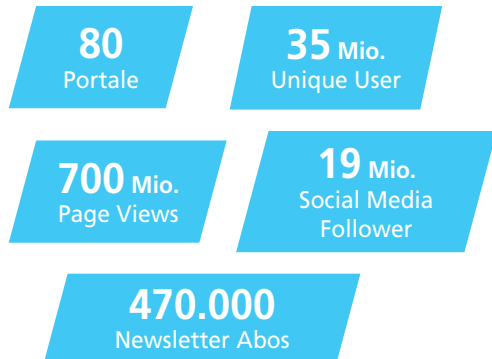 80
Portale
35 Mio.
Unique User
700 Mio.
Page Views
19 Mio.
Social Media
Follower
470.000
Newsletter Abos